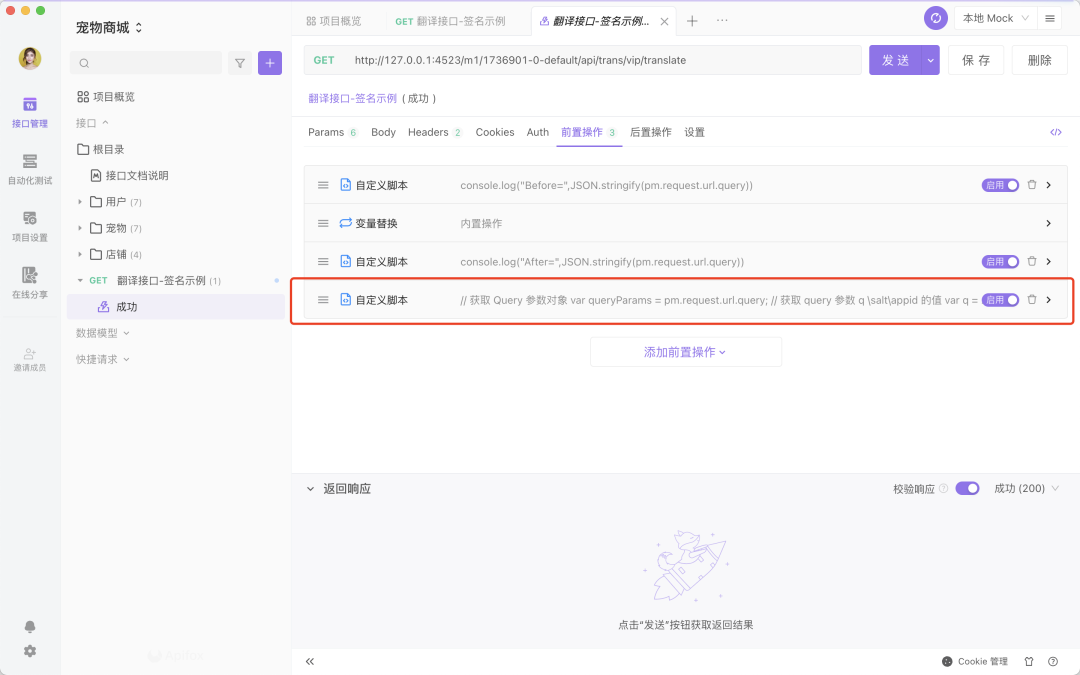 宠物商城
项目概览
接口
根目录
接口文档说明
用户 (7)
宠物 (7)
店铺 (4)
GET 翻译接口-签名示例 (1)
成功
数据模型
快捷请求
接口管理
自动化测试
项目设置
在线分享
邀请成员
Apifox
项目概览
GET 翻译接口-签名示例
翻译接口-签名示例...
本地 Mock
GET http://127.0.0.1:4523/m1/1736901-0-default/api/trans/vip/translate
发 送
保 存
删除
翻译接口-签名示例 ( 成功 )
Params 6 Body Headers 2 Cookies Auth 前置操作 3 后置操作 设置
自定义脚本 console.log("Before=",JSON.stringify(pm.request.url.query)) 启用
变量替换 内置操作
自定义脚本 console.log("After=",JSON.stringify(pm.request.url.query)) 启用
自定义脚本 // 获取 Query 参数对象 var queryParams = pm.request.url.query; // 获取 query 参数 q \salt\appid 的值 var q = 启用
添加前置操作
返回响应
校验响应
成功 (200)
点击“发送”按钮获取返回结果
Cookie 管理